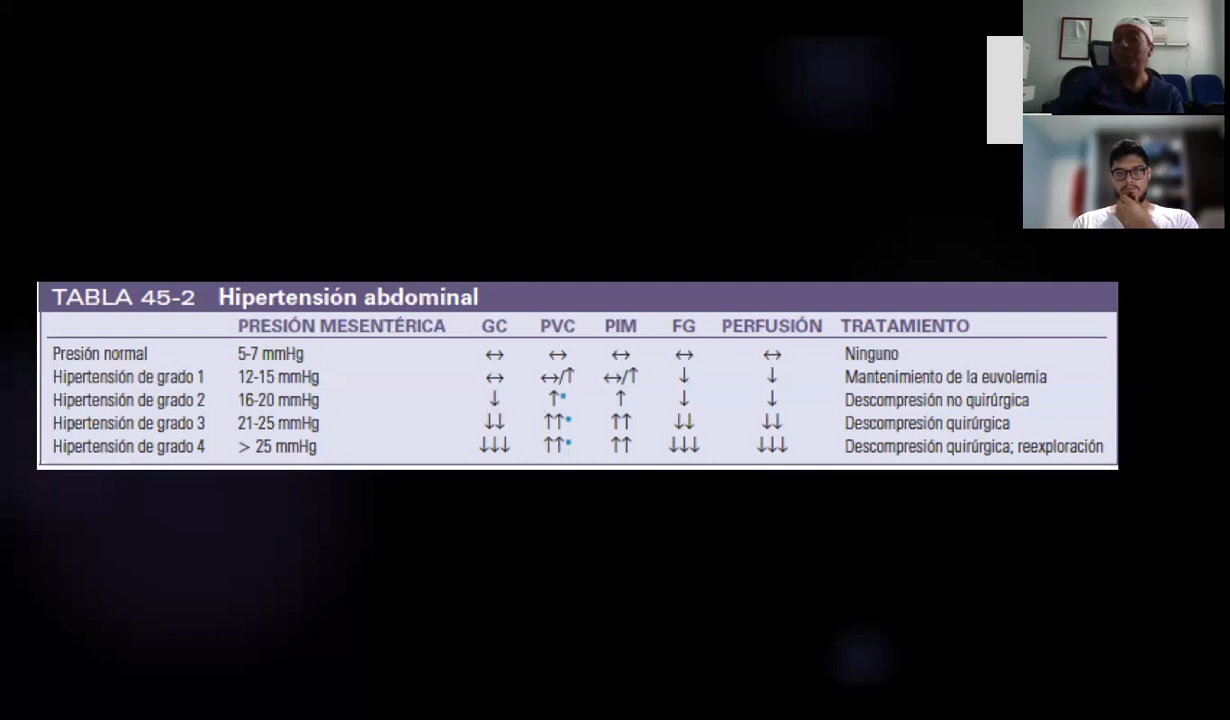 TABLA 45-2 Hipertensión abdominal
PRESIÓN MESENTÉRICA GC PVC PIM FG PERFUSIÓN TRATAMIENTO
Presión normal 5-7 mmHg ↔ ↔ ↔ ↔ ↔ Ninguno
Hipertensión de grado 1 12-15 mmHg ↔ ↔/↑ ↔/↑ ↓ ↓ Mantenimiento de la euvolemia
Hipertensión de grado 2 16-20 mmHg ↓ ↑* ↑ ↓ ↓ Descompresión no quirúrgica
Hipertensión de grado 3 21-25 mmHg ↓↓ ↑↑* ↑↑ ↓↓ ↓↓ Descompresión quirúrgica
Hipertensión de grado 4 > 25 mmHg ↓↓↓ ↑↑* ↑↑ ↓↓↓ ↓↓↓ Descompresión quirúrgica; reexploración